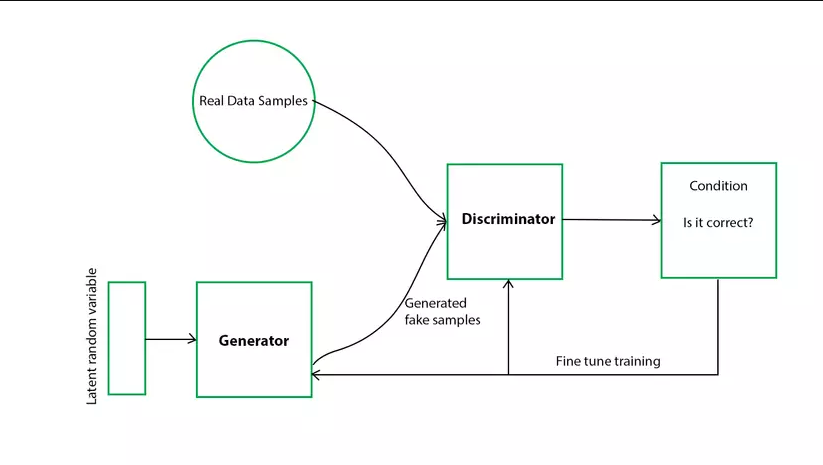 Real Data Samples
Condition
Is it correct?
Discriminator
Latent random variable
Generator
Generated
fake samples
Fine tune training